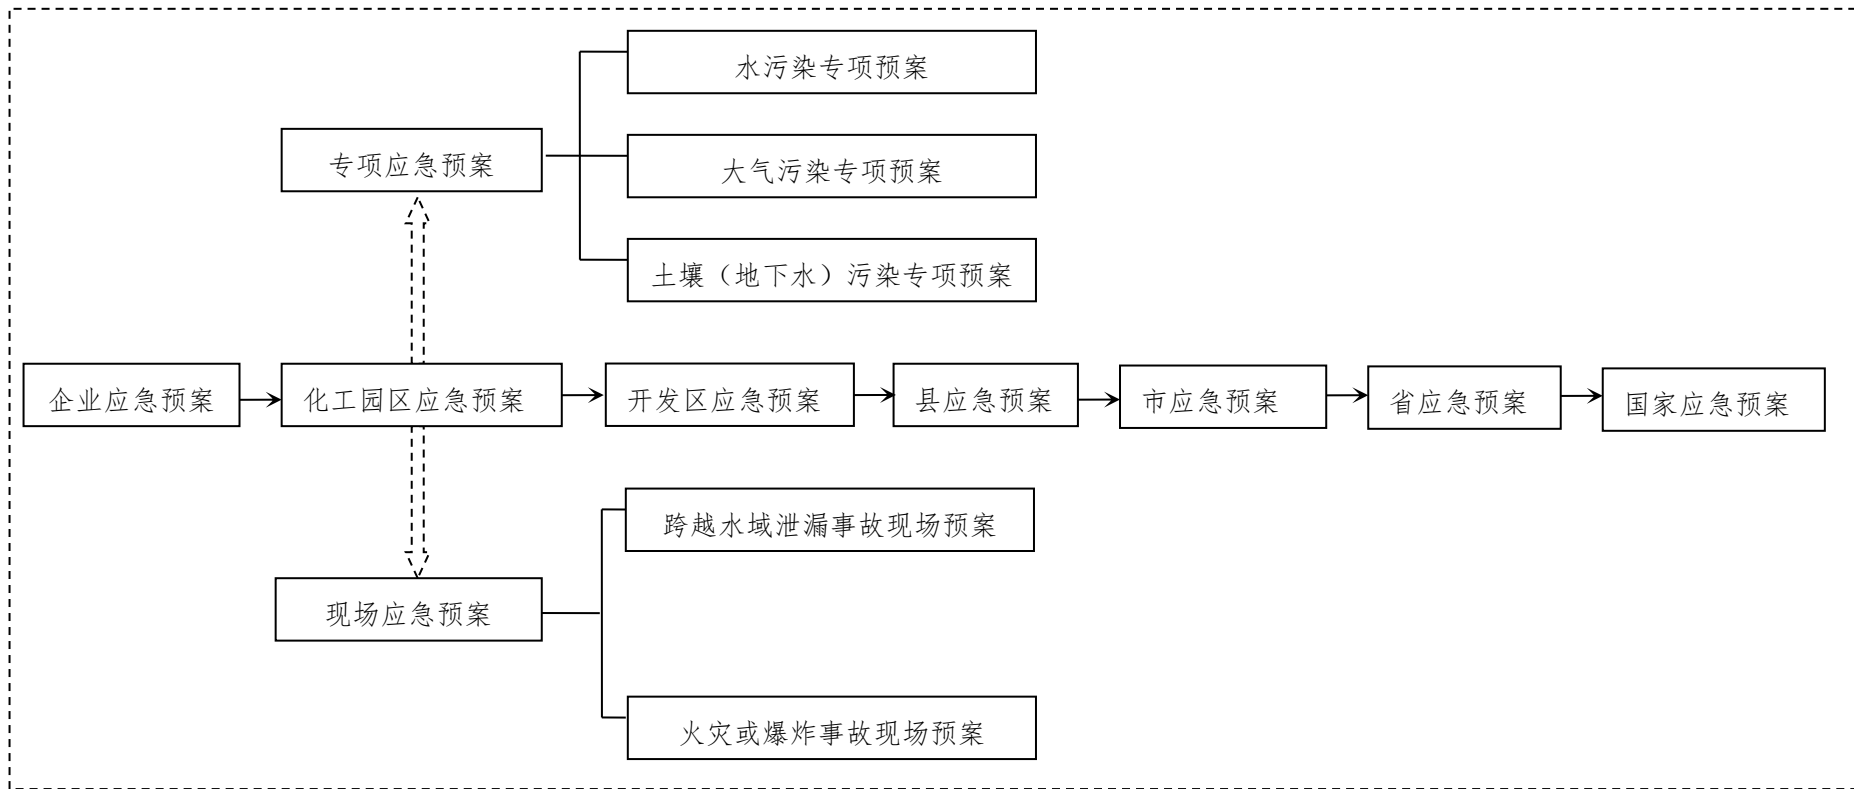 水污染专项预案
专项应急预案
大气污染专项预案
土壤（地下水）污染专项预案
企业应急预案
化工园区应急预案
开发区应急预案
县应急预案
市应急预案
省应急预案
国家应急预案
跨越水域泄漏事故现场预案
现场应急预案
火灾或爆炸事故现场预案